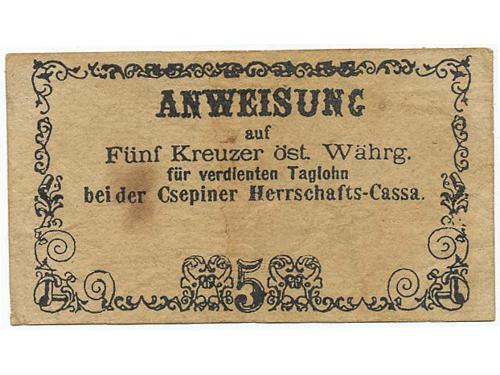 ANWEISUNG
auf
Fünf Kreuzer öst. Währg.
für verdienten Taglohn
bei der Csepiner Herrschafts-Cassa.
5